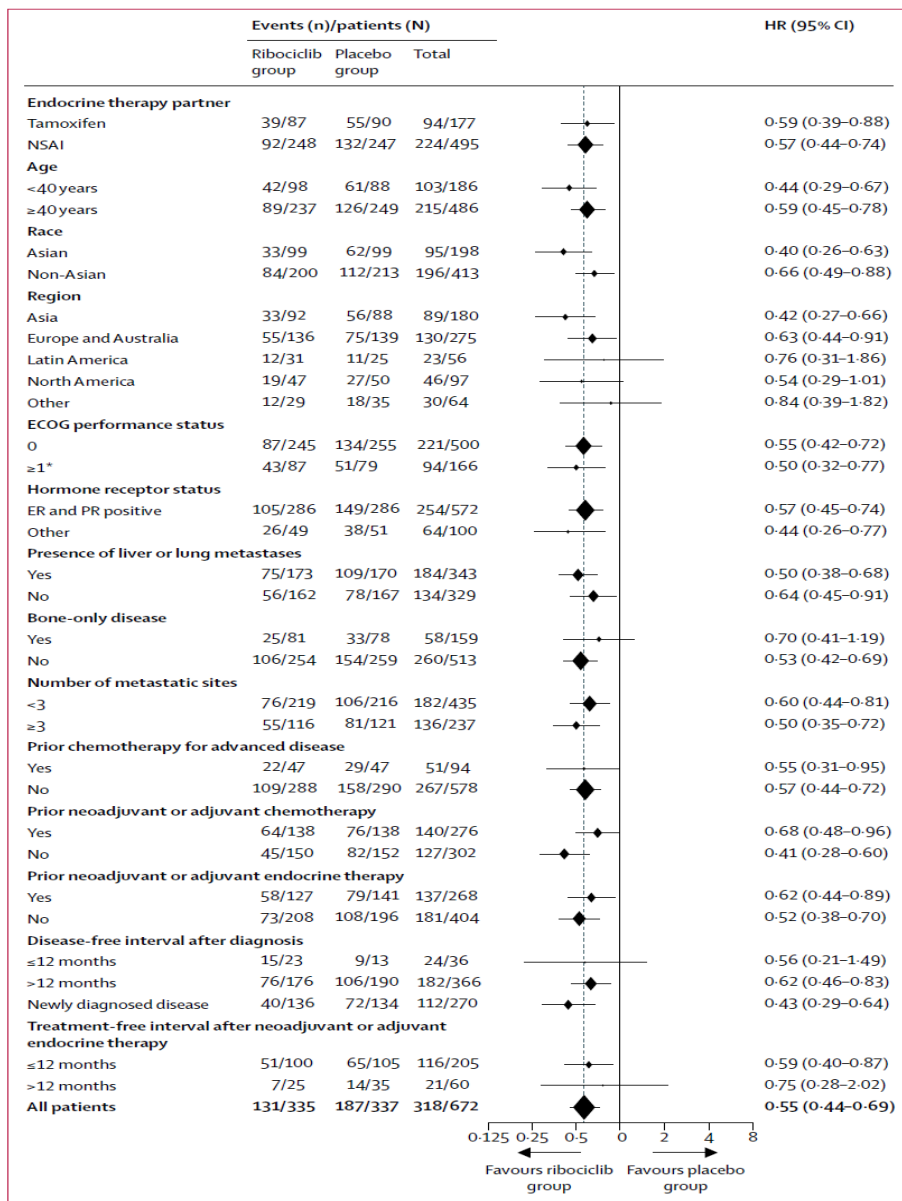 Events (n)/patients (N) HR (95% CI)
Ribociclib group Placebo group Total
Endocrine therapy partner
Tamoxifen 39/87 55/90 94/177 0·59 (0·39–0·88)
NSAI 92/248 132/247 224/495 0·57 (0·44–0·74)
Age
<40 years 42/98 61/88 103/186 0·44 (0·29–0·67)
≥40 years 89/237 126/249 215/486 0·59 (0·45–0·78)
Race
Asian 33/99 62/99 95/198 0·40 (0·26–0·63)
Non-Asian 84/200 112/213 196/413 0·66 (0·49–0·88)
Region
Asia 33/92 56/88 89/180 0·42 (0·27–0·66)
Europe and Australia 55/136 75/139 130/275 0·63 (0·44–0·91)
Latin America 12/31 11/25 23/56 0·76 (0·31–1·86)
North America 19/47 27/50 46/97 0·54 (0·29–1·01)
Other 12/29 18/35 30/64 0·84 (0·39–1·82)
ECOG performance status
0 87/245 134/255 221/500 0·55 (0·42–0·72)
≥1* 43/87 51/79 94/166 0·50 (0·32–0·77)
Hormone receptor status
ER and PR positive 105/286 149/286 254/572 0·57 (0·45–0·74)
Other 26/49 38/51 64/100 0·44 (0·26–0·77)
Presence of liver or lung metastases
Yes 75/173 109/170 184/343 0·50 (0·38–0·68)
No 56/162 78/167 134/329 0·64 (0·45–0·91)
Bone-only disease
Yes 25/81 33/78 58/159 0·70 (0·41–1·19)
No 106/254 154/259 260/513 0·53 (0·42–0·69)
Number of metastatic sites
<3 76/219 106/216 182/435 0·60 (0·44–0·81)
≥3 55/116 81/121 136/237 0·50 (0·35–0·72)
Prior chemotherapy for advanced disease
Yes 22/47 29/47 51/94 0·55 (0·31–0·95)
No 109/288 158/290 267/578 0·57 (0·44–0·72)
Prior neoadjuvant or adjuvant chemotherapy
Yes 64/138 76/138 140/276 0·68 (0·48–0·96)
No 45/150 82/152 127/302 0·41 (0·28–0·60)
Prior neoadjuvant or adjuvant endocrine therapy
Yes 58/127 79/141 137/268 0·62 (0·44–0·89)
No 73/208 108/196 181/404 0·52 (0·38–0·70)
Disease-free interval after diagnosis
≤12 months 15/23 9/13 24/36 0·56 (0·21–1·49)
>12 months 76/176 106/190 182/366 0·62 (0·46–0·83)
Newly diagnosed disease 40/136 72/134 112/270 0·43 (0·29–0·64)
Treatment-free interval after neoadjuvant or adjuvant
endocrine therapy
≤12 months 51/100 65/105 116/205 0·59 (0·40–0·87)
>12 months 7/25 14/35 21/60 0·75 (0·28–2·02)
All patients 131/335 187/337 318/672 0·55 (0·44–0·69)
0·125 0·25 0·5 0 2 4 8
Favours ribociclib group Favours placebo group